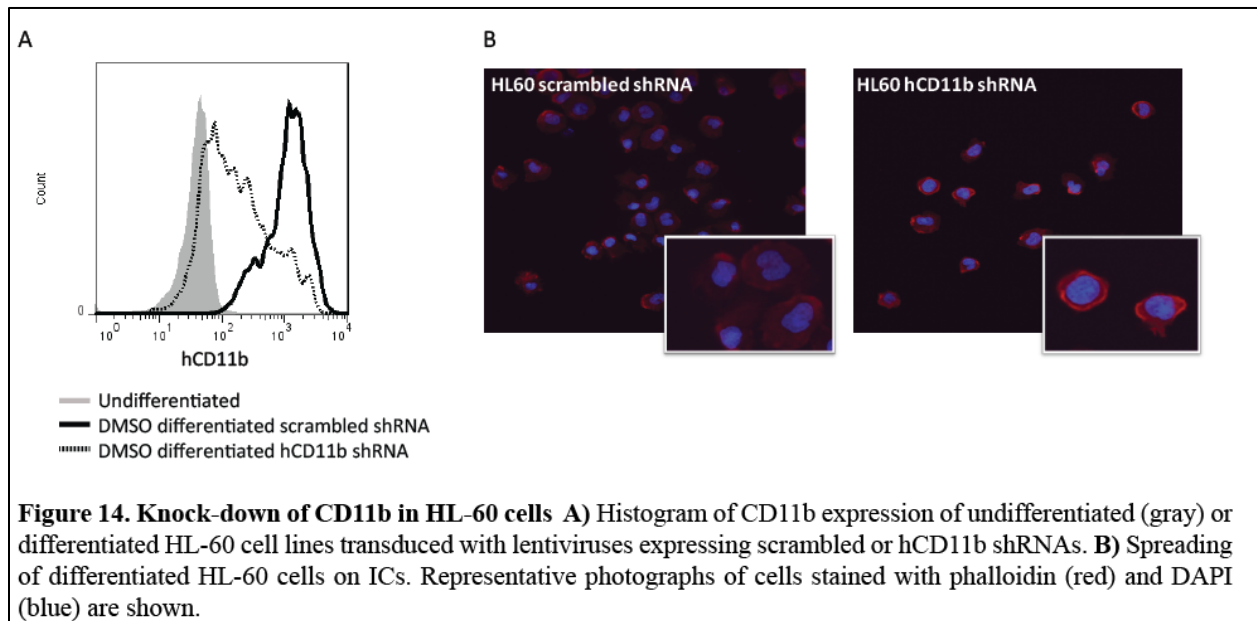 A
B
HL60 scrambled shRNA
HL60 hCD11b shRNA
Count
0
10^0 10^1 10^2 10^3 10^4
hCD11b
Undifferentiated
DMSO differentiated scrambled shRNA
DMSO differentiated hCD11b shRNA
Figure 14. Knock-down of CD11b in HL-60 cells A) Histogram of CD11b expression of undifferentiated (gray) or
differentiated HL-60 cell lines transduced with lentiviruses expressing scrambled or hCD11b shRNAs. B) Spreading
of differentiated HL-60 cells on ICs. Representative photographs of cells stained with phalloidin (red) and DAPI
(blue) are shown.